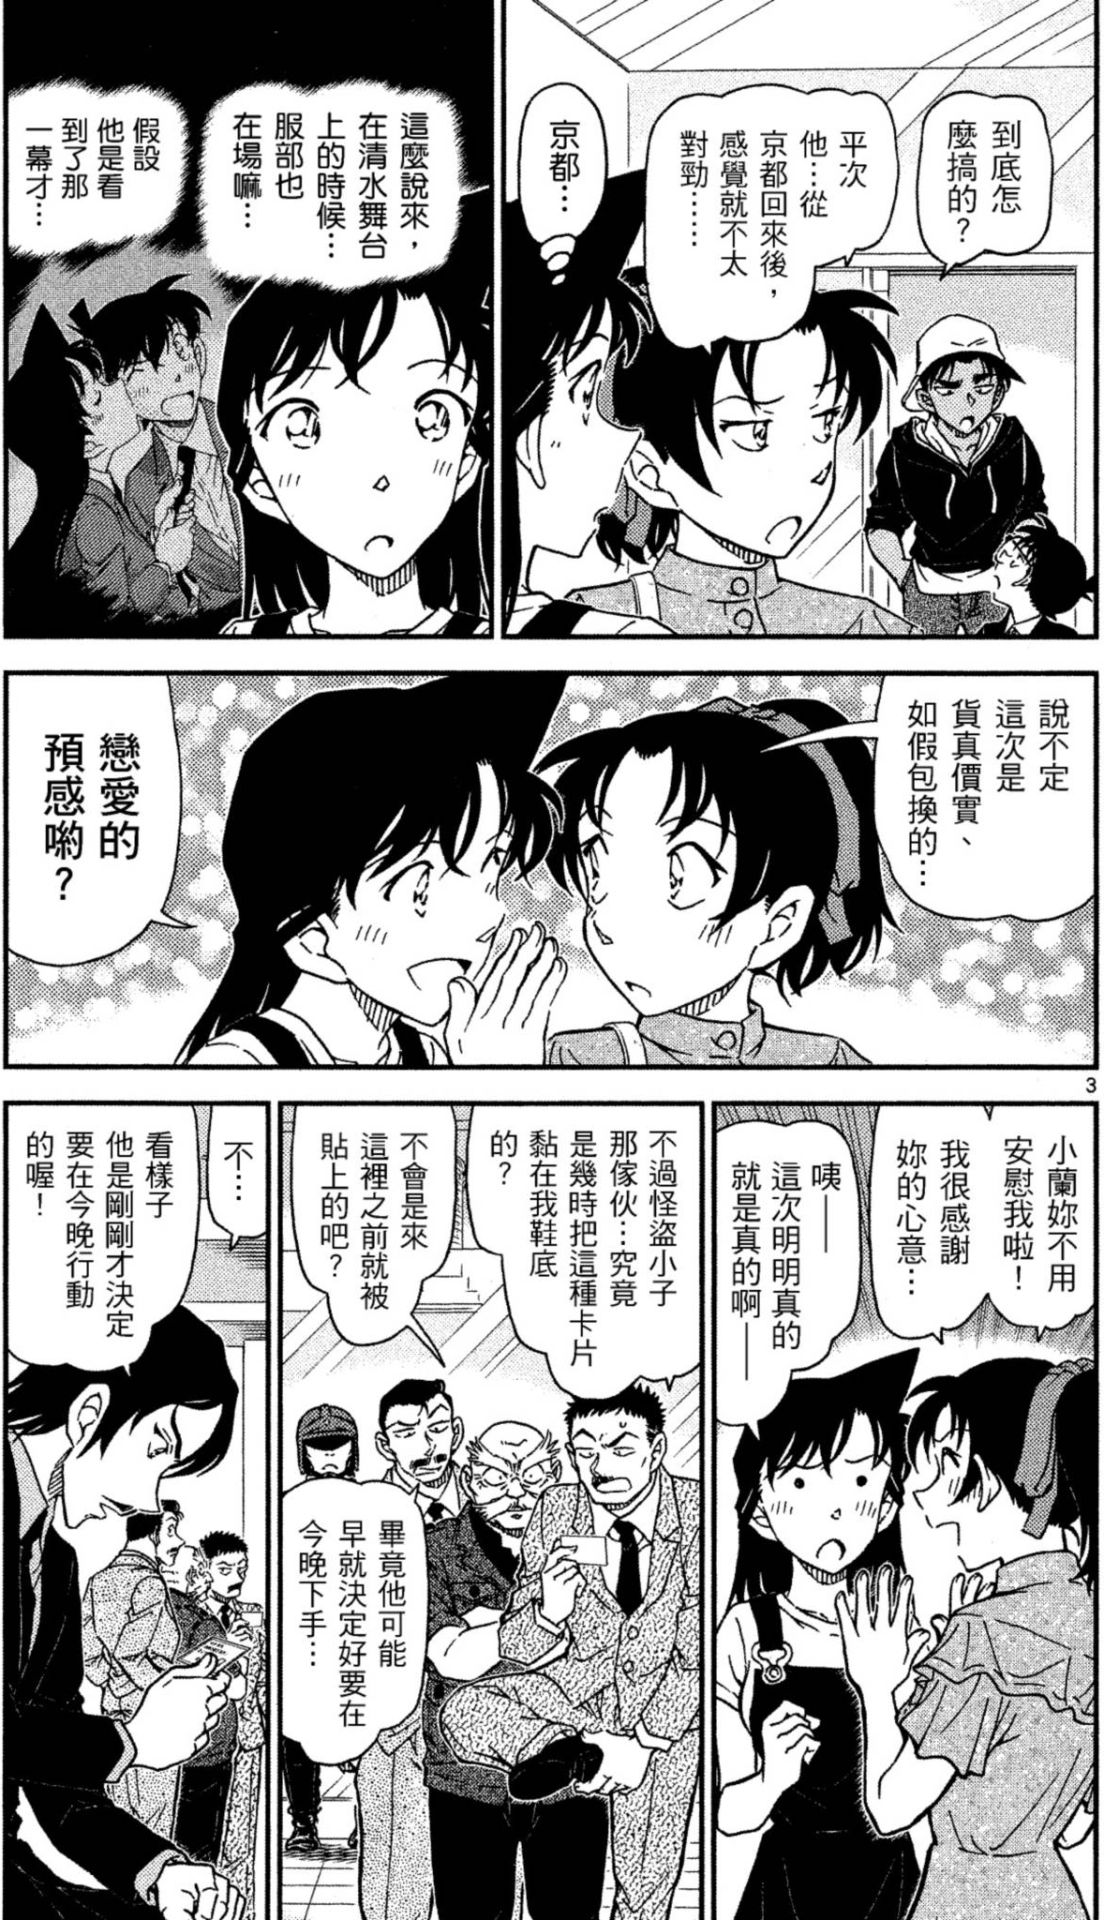 到底怎
麼搞的？
平次
他…從
京都回來後，
感覺就不太
對勁……
京都…
這麼說來，
在清水舞台
上的時候…
服部也
在場嘛…
假設
他是看
到了那
一幕才…
說不定
這次是
貨真價實、
如假包換的…
戀愛的
預感喲？
3
小蘭妳不用
安慰我啦！
我很感謝
妳的心意…
咦——
這次明明真的
就是真的啊——
不過怪盜小子
那傢伙…究竟
是幾時把這種卡片
黏在我鞋底
的？
不會是來
這裡之前就被
貼上的吧？
畢竟他可能
早就決定好要在
今晚下手…
不…
看樣子
他是剛剛才決定
要在今晚行動
的喔！